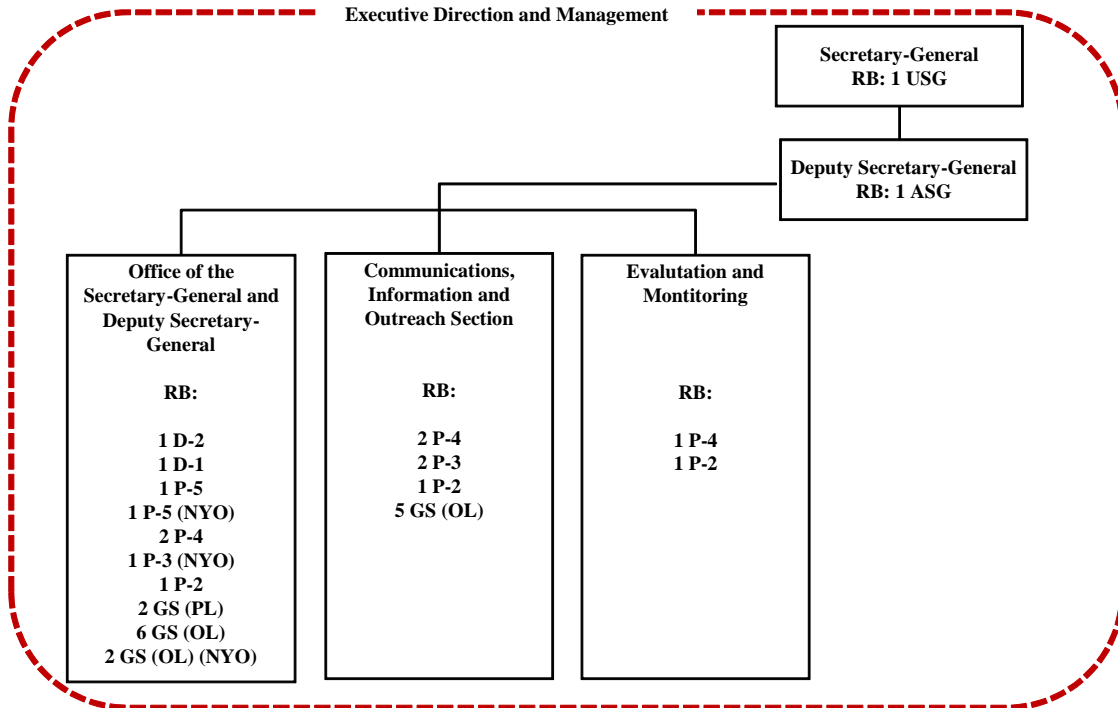 Executive Direction and Management
Secretary-General
RB: 1 USG
Deputy Secretary-General
RB: 1 ASG
Office of the
Secretary-General and
Deputy Secretary-
General
RB:
1 D-2
1 D-1
1 P-5
1 P-5 (NYO)
2 P-4
1 P-3 (NYO)
1 P-2
2 GS (PL)
6 GS (OL)
2 GS (OL) (NYO)
Communications,
Information and
Outreach Section
RB:
2 P-4
2 P-3
1 P-2
5 GS (OL)
Evalutation and
Montitoring
RB:
1 P-4
1 P-2